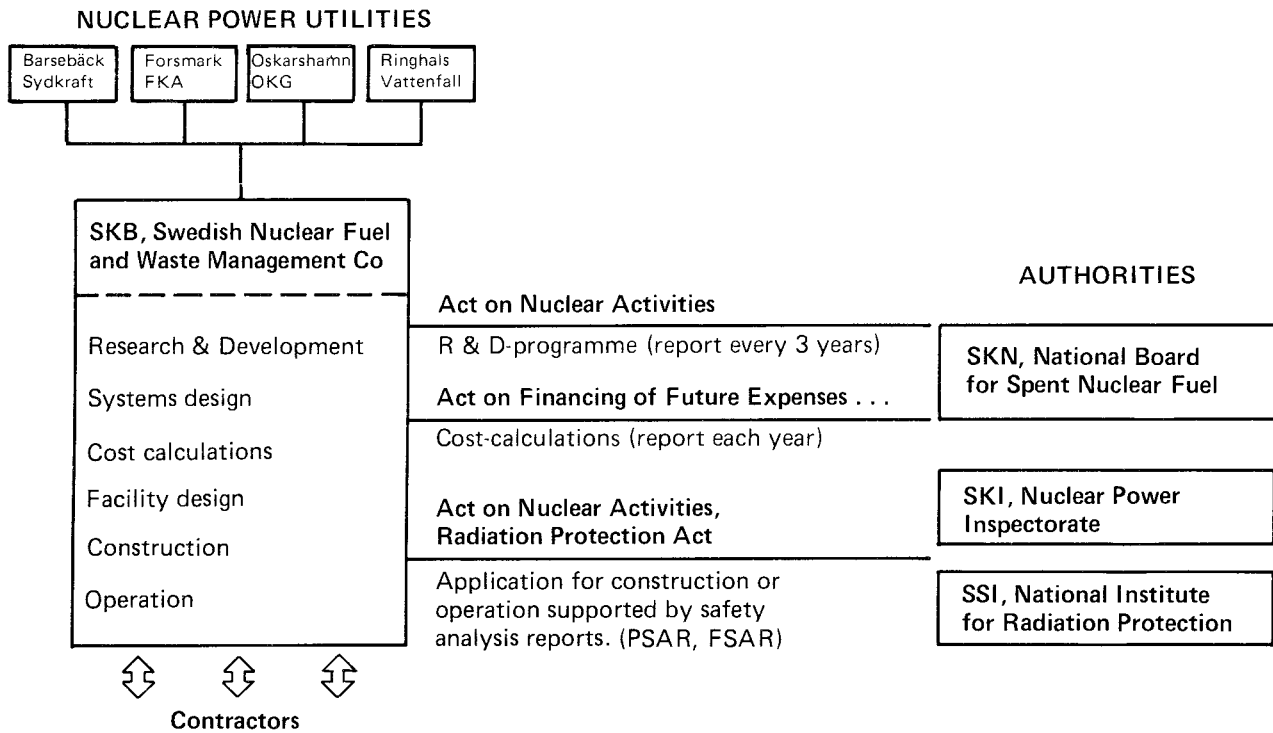 NUCLEAR POWER UTILITIES
Barsebäck
Sydkraft
Forsmark
FKA
Oskarshamn
OKG
Ringhals
Vattenfall
SKB, Swedish Nuclear Fuel
and Waste Management Co
Research & Development
Systems design
Cost calculations
Facility design
Construction
Operation
Contractors
Act on Nuclear Activities
R & D-programme (report every 3 years)
Act on Financing of Future Expenses . . .
Cost-calculations (report each year)
Act on Nuclear Activities,
Radiation Protection Act
Application for construction or
operation supported by safety
analysis reports. (PSAR, FSAR)
AUTHORITIES
SKN, National Board
for Spent Nuclear Fuel
SKI, Nuclear Power
Inspectorate
SSI, National Institute
for Radiation Protection